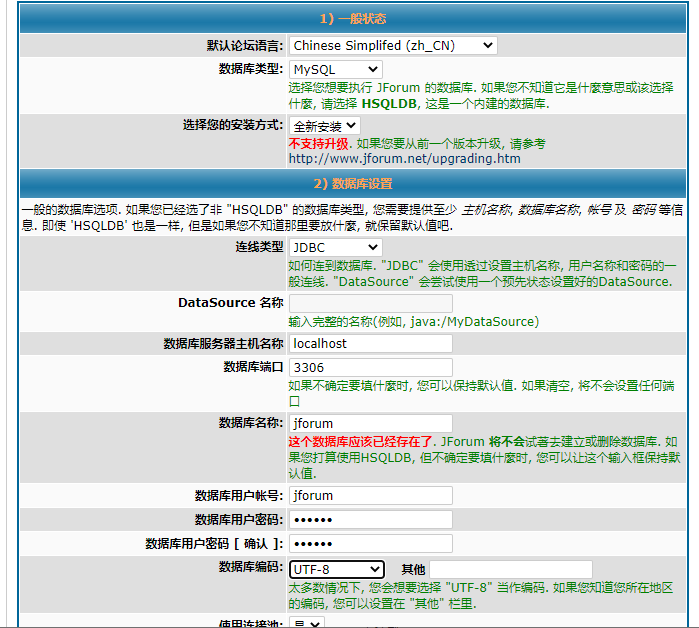 1) 一般状态
默认论坛语言: Chinese Simplifed (zh_CN)
数据库类型: MySQL
选择您想要执行 JForum 的数据库. 如果您不知道它是什麼意思或该选择
什麼, 请选择 HSQLDB, 这是一个内建的数据库.
选择您的安装方式: 全新安装
不支持升级. 如果您要从前一个版本升级, 请参考
http://www.jforum.net/upgrading.htm
2) 数据库设置
一般的数据库选项. 如果您已经选了非 "HSQLDB" 的数据库类型, 您需要提供至少 主机名称, 数据库名称, 帐号 及 密码 等信
息. 即使 'HSQLDB' 也是一样, 但是如果您不知道那里要放什麼, 就保留默认值吧.
连线类型 JDBC
如何连到数据库. "JDBC" 会使用透过设置主机名称, 用户名称和密码的一
般连线. "DataSource" 会尝试使用一个预先状态设置好的DataSource.
DataSource 名称
输入完整的名称(例如, java:/MyDataSource)
数据库服务器主机名称 localhost
数据库端口 3306
如果不确定要填什麼时, 您可以保持默认值. 如果清空, 将不会设置任何端
口
数据库名称: jforum
这个数据库应该已经存在了. JForum 将不会试著去建立或删除数据库. 如
果您打算使用HSQLDB, 但不确定要填什麼时, 您可以让这个输入框保持默
认值.
数据库用户帐号: jforum
数据库用户密码: ••••••
数据库用户密码 [ 确认 ]: ••••••
数据库编码: UTF-8 其他
太多数情况下, 您会想要选择 "UTF-8" 当作编码. 如果您知道您所在地区
的编码, 您可以设置在 "其他" 栏里.
使用连接池: 是